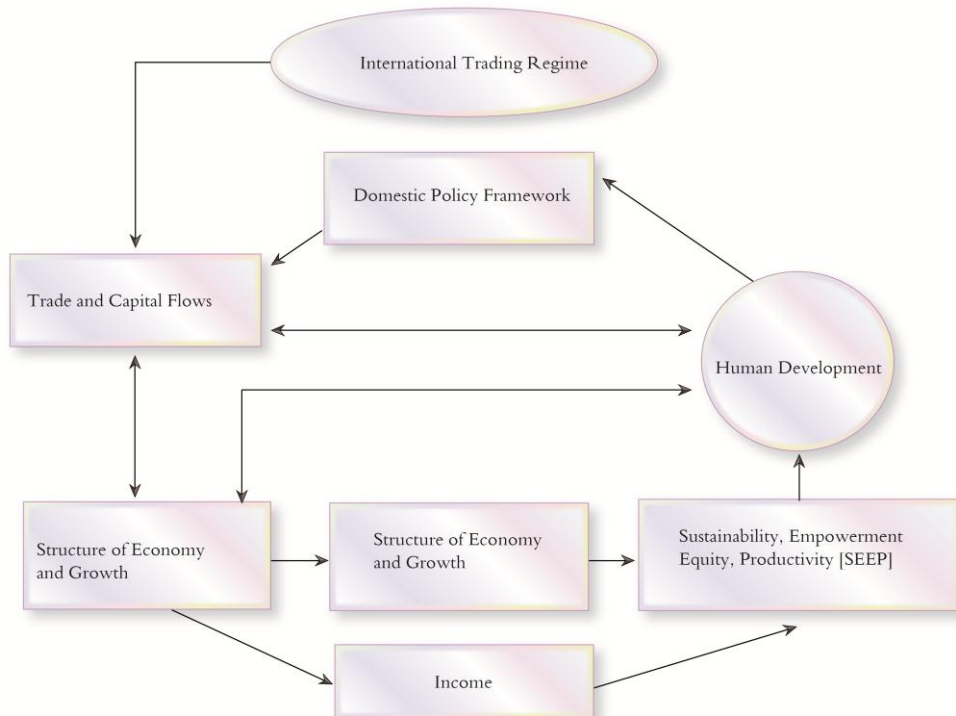 International Trading Regime
Domestic Policy Framework
Trade and Capital Flows
Human Development
Structure of Economy
and Growth
Structure of Economy
and Growth
Sustainability, Empowerment
Equity, Productivity [SEEP]
Income